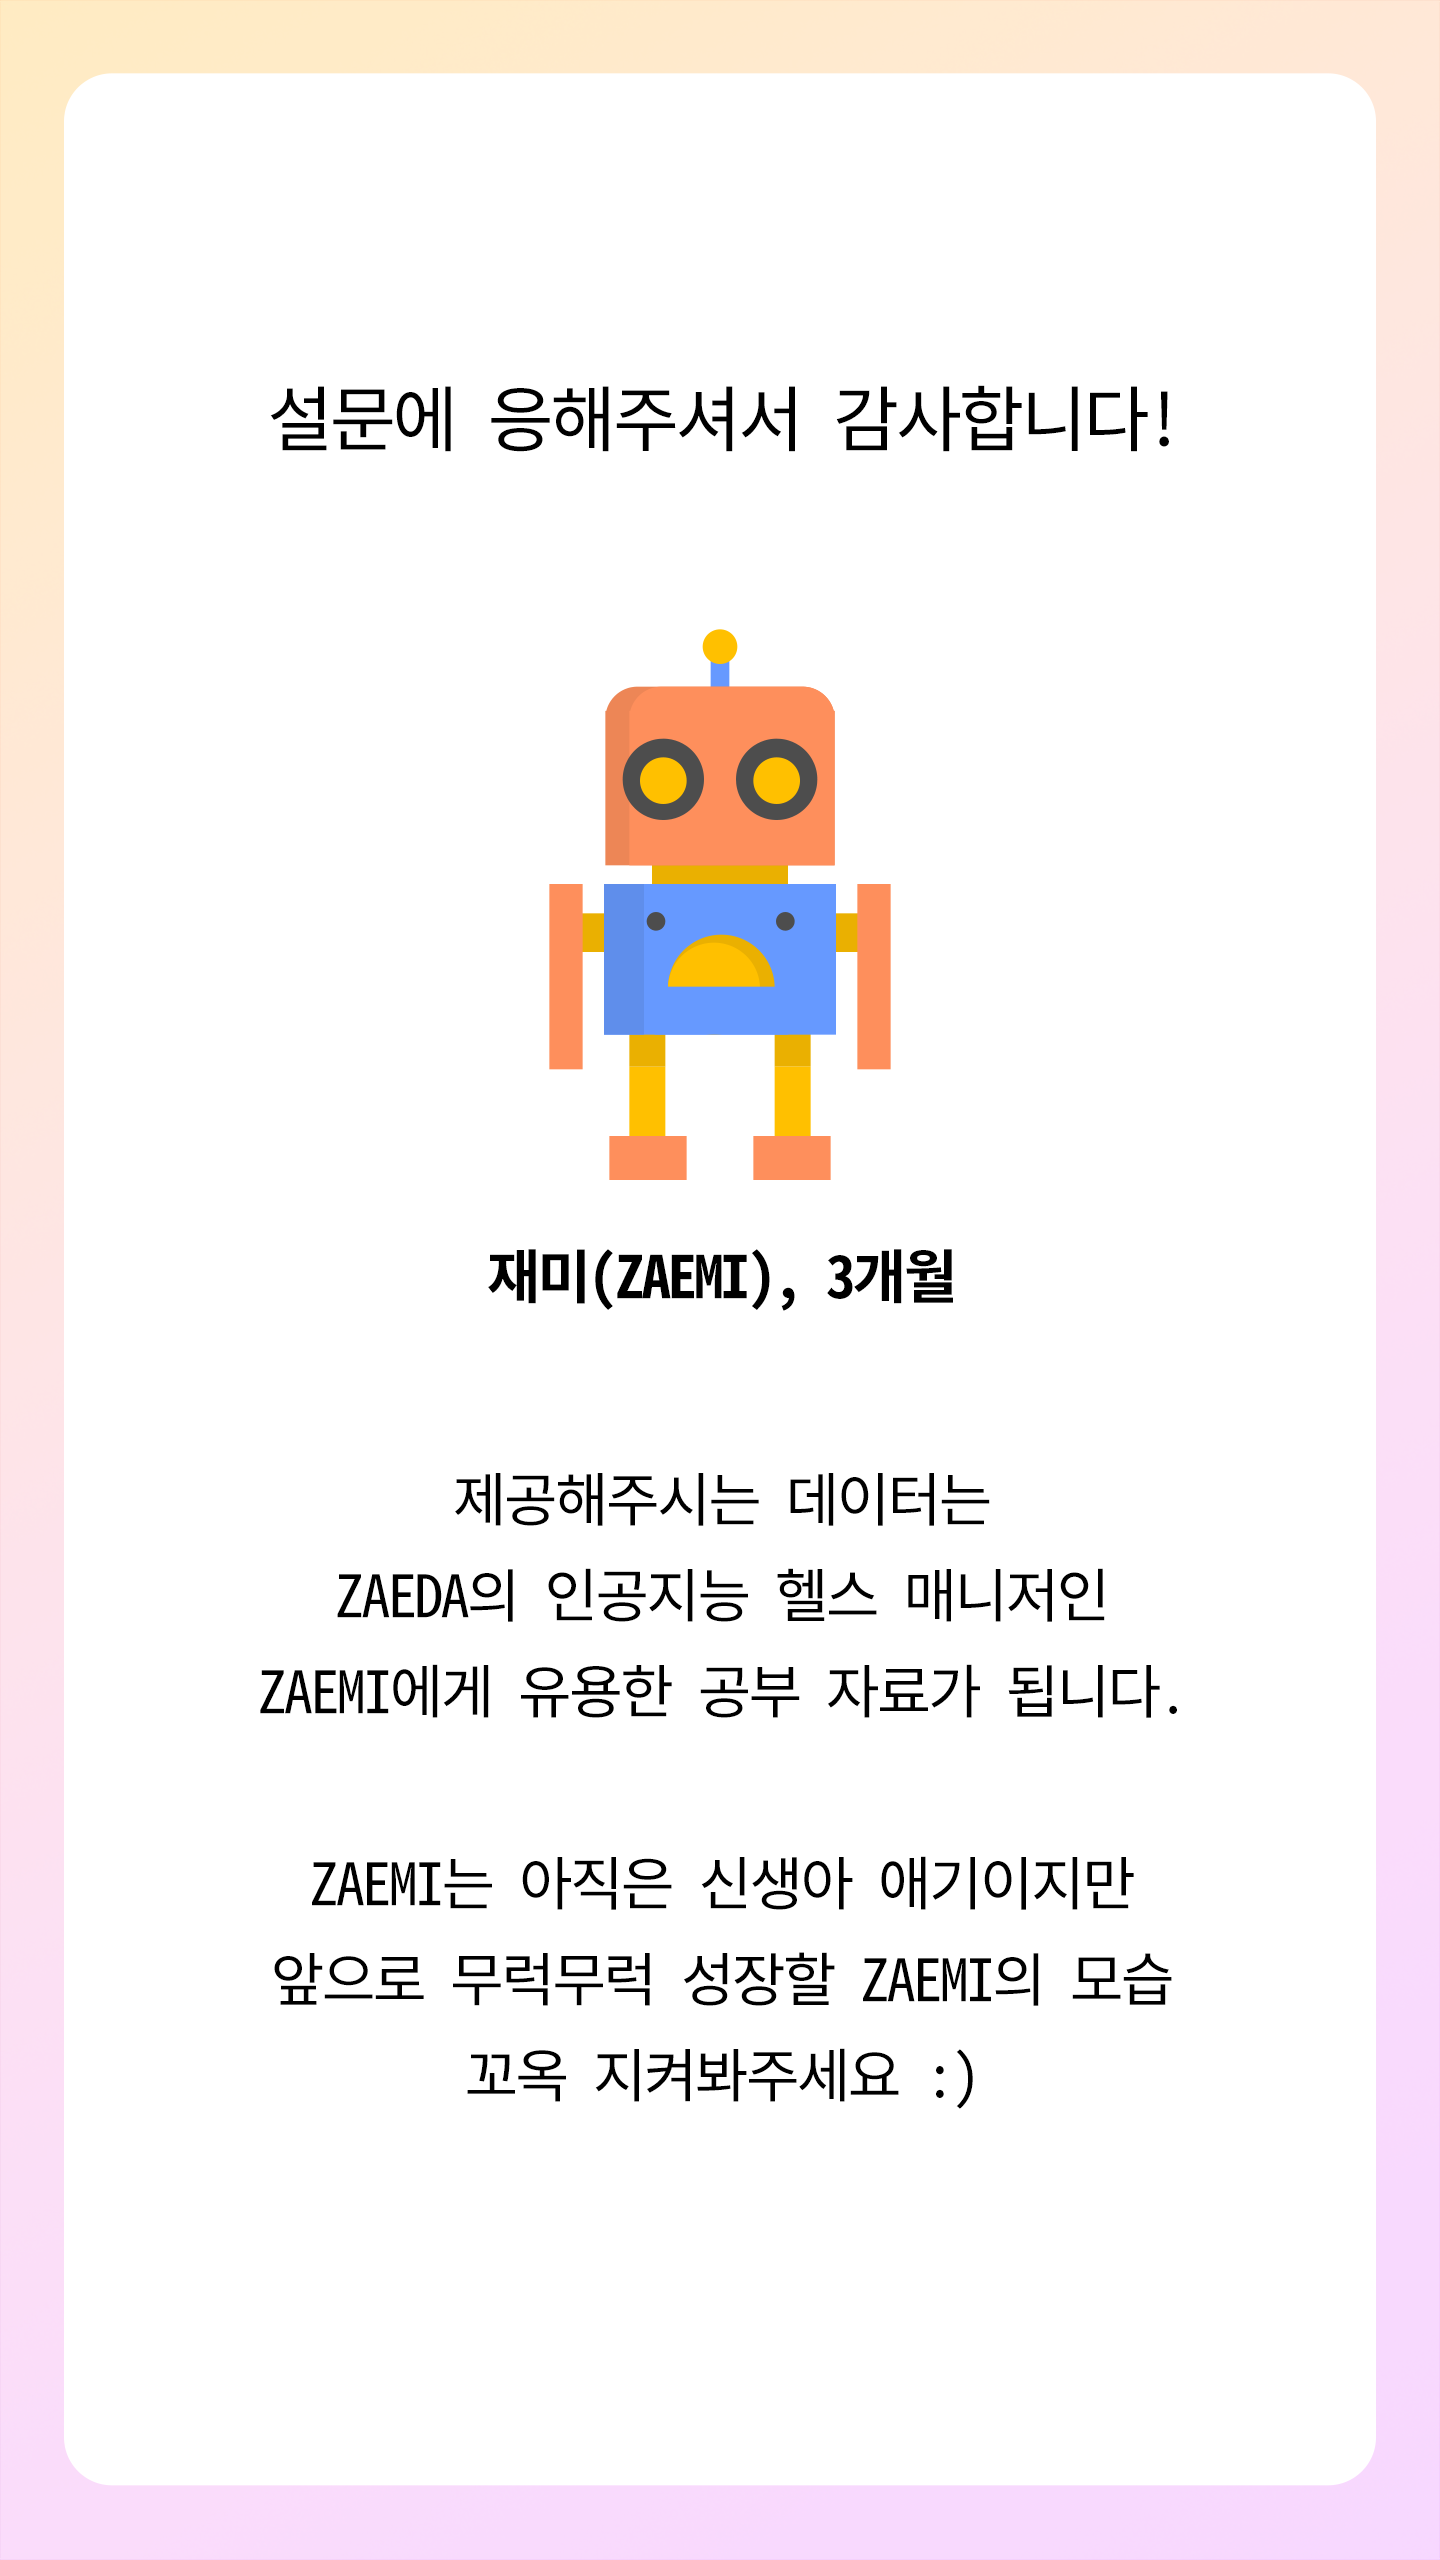 설문에 응해주셔서 감사합니다!
재미(ZAEMI), 3개월
제공해주시는 데이터는
ZAEDA의 인공지능 헬스 매니저인
ZAEMI에게 유용한 공부 자료가 됩니다.
ZAEMI는 아직은 신생아 애기이지만
앞으로 무럭무럭 성장할 ZAEMI의 모습
꼬옥 지켜봐주세요 :)